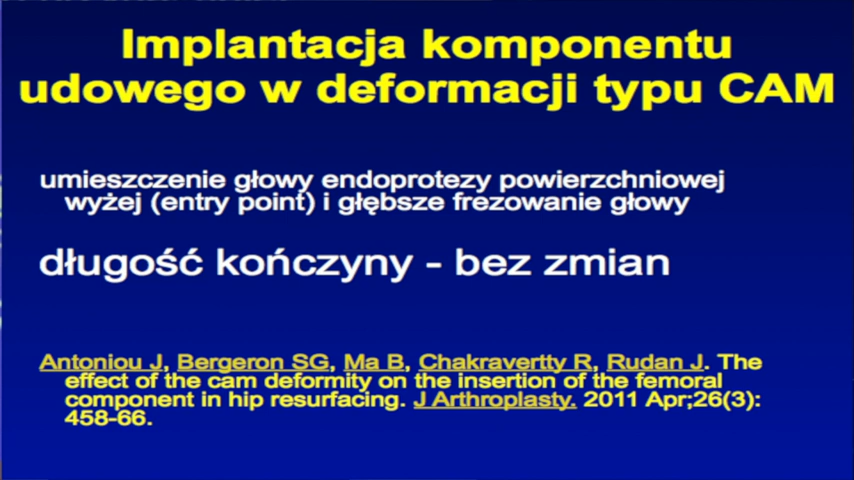 Implantacja komponentu
udowego w deformacji typu CAM
umieszczenie głowy endoprotezy powierzchniowej
wyżej (entry point) i głębsze frezowanie głowy
długość kończyny - bez zmian
Antoniou J, Bergeron SG, Ma B, Chakravertty R, Rudan J. The
effect of the cam deformity on the insertion of the femoral
component in hip resurfacing. J Arthroplasty. 2011 Apr;26(3):
458-66.